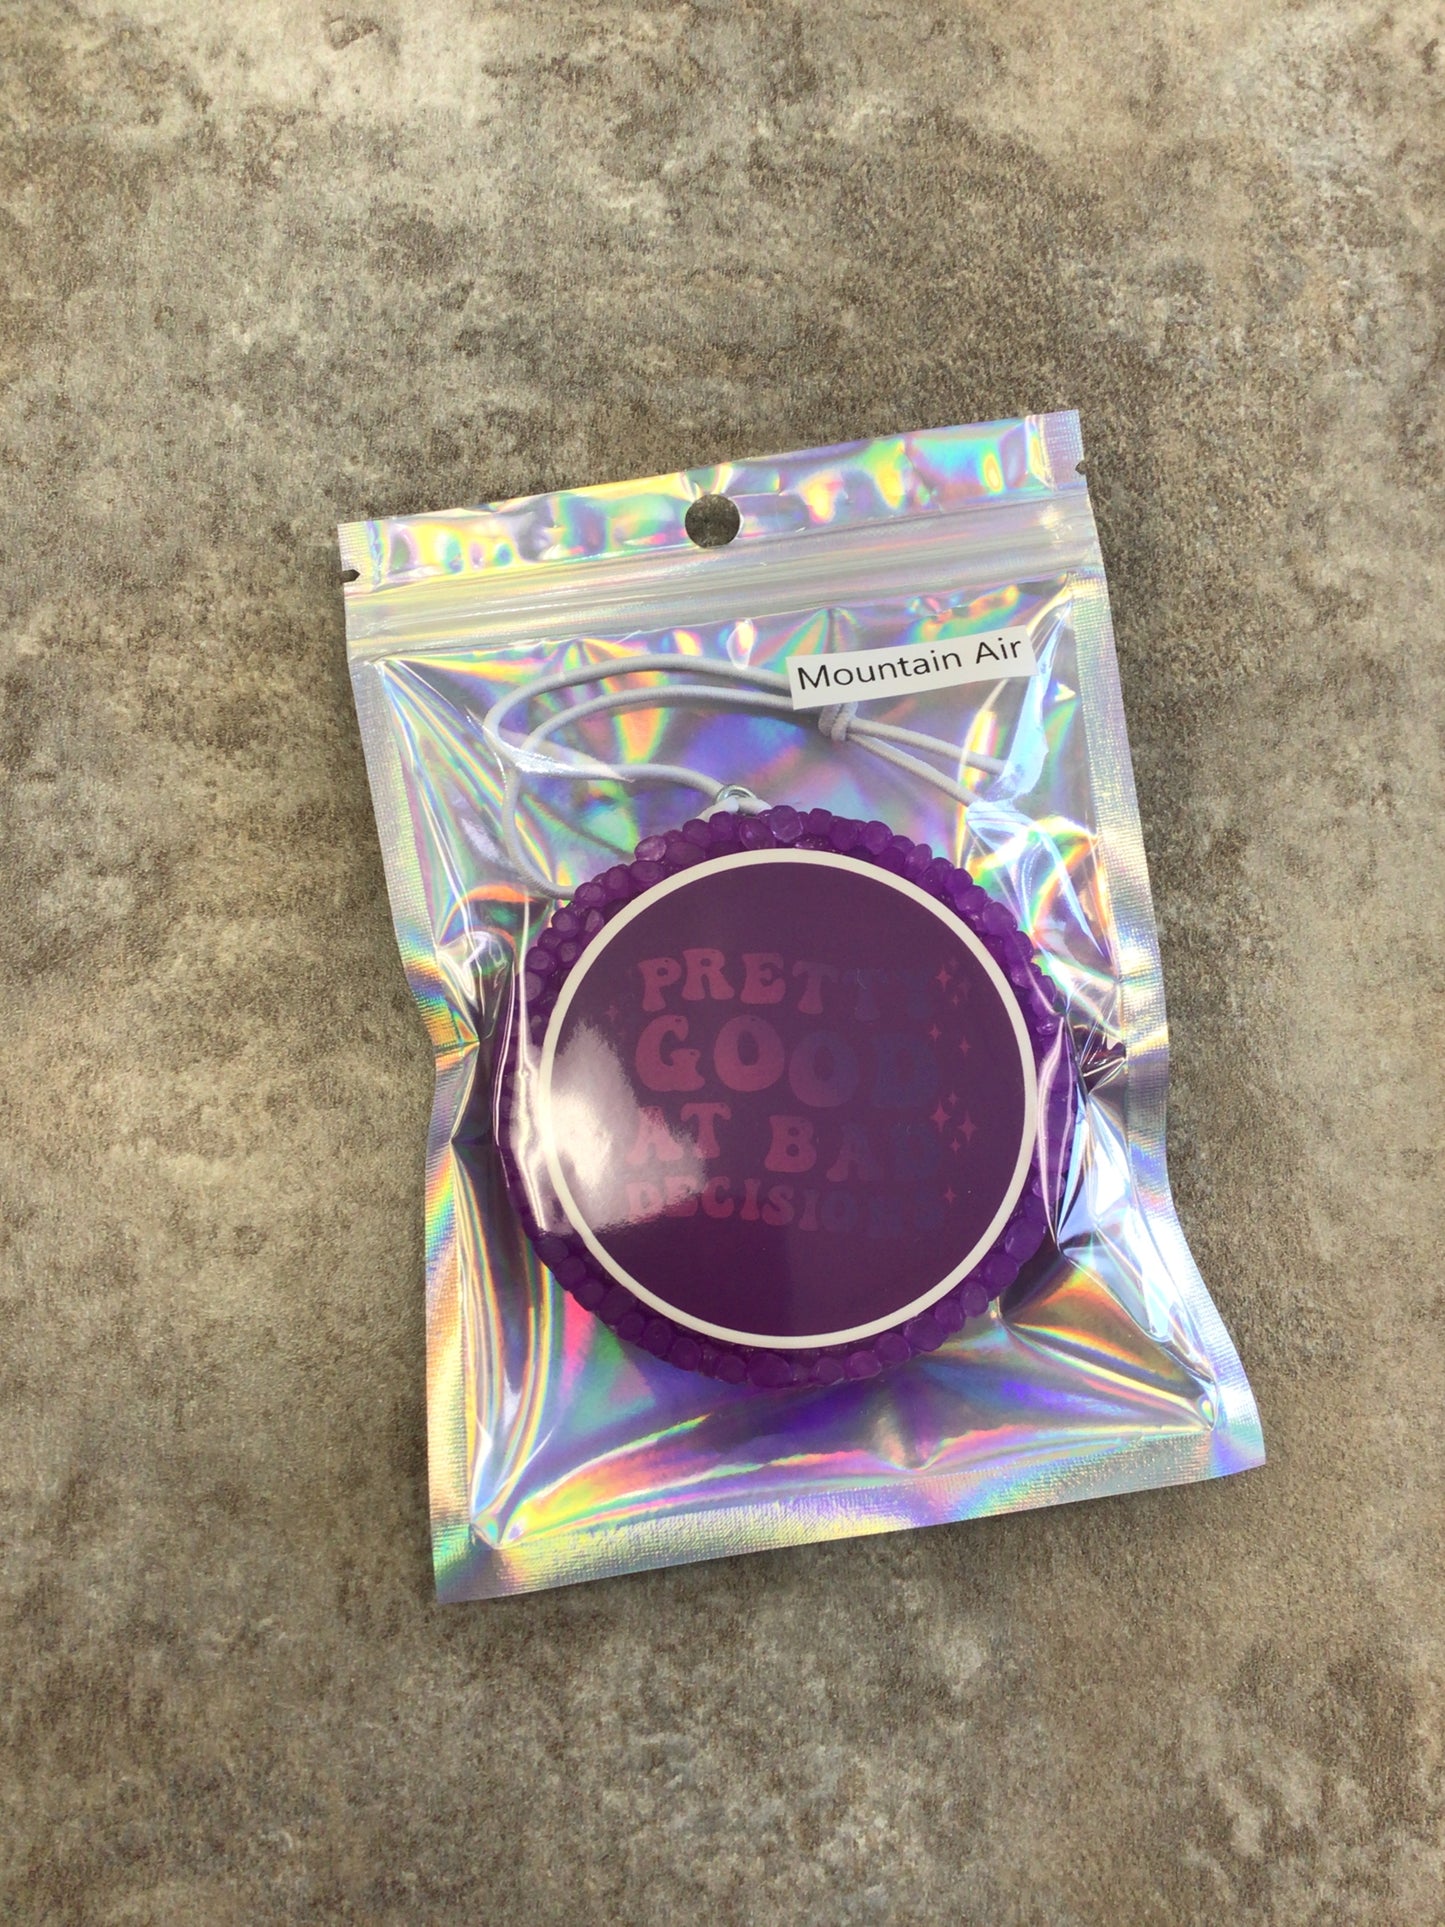 Mountain Air
PRETTY
GOOD
AT BAD
DECISIONS